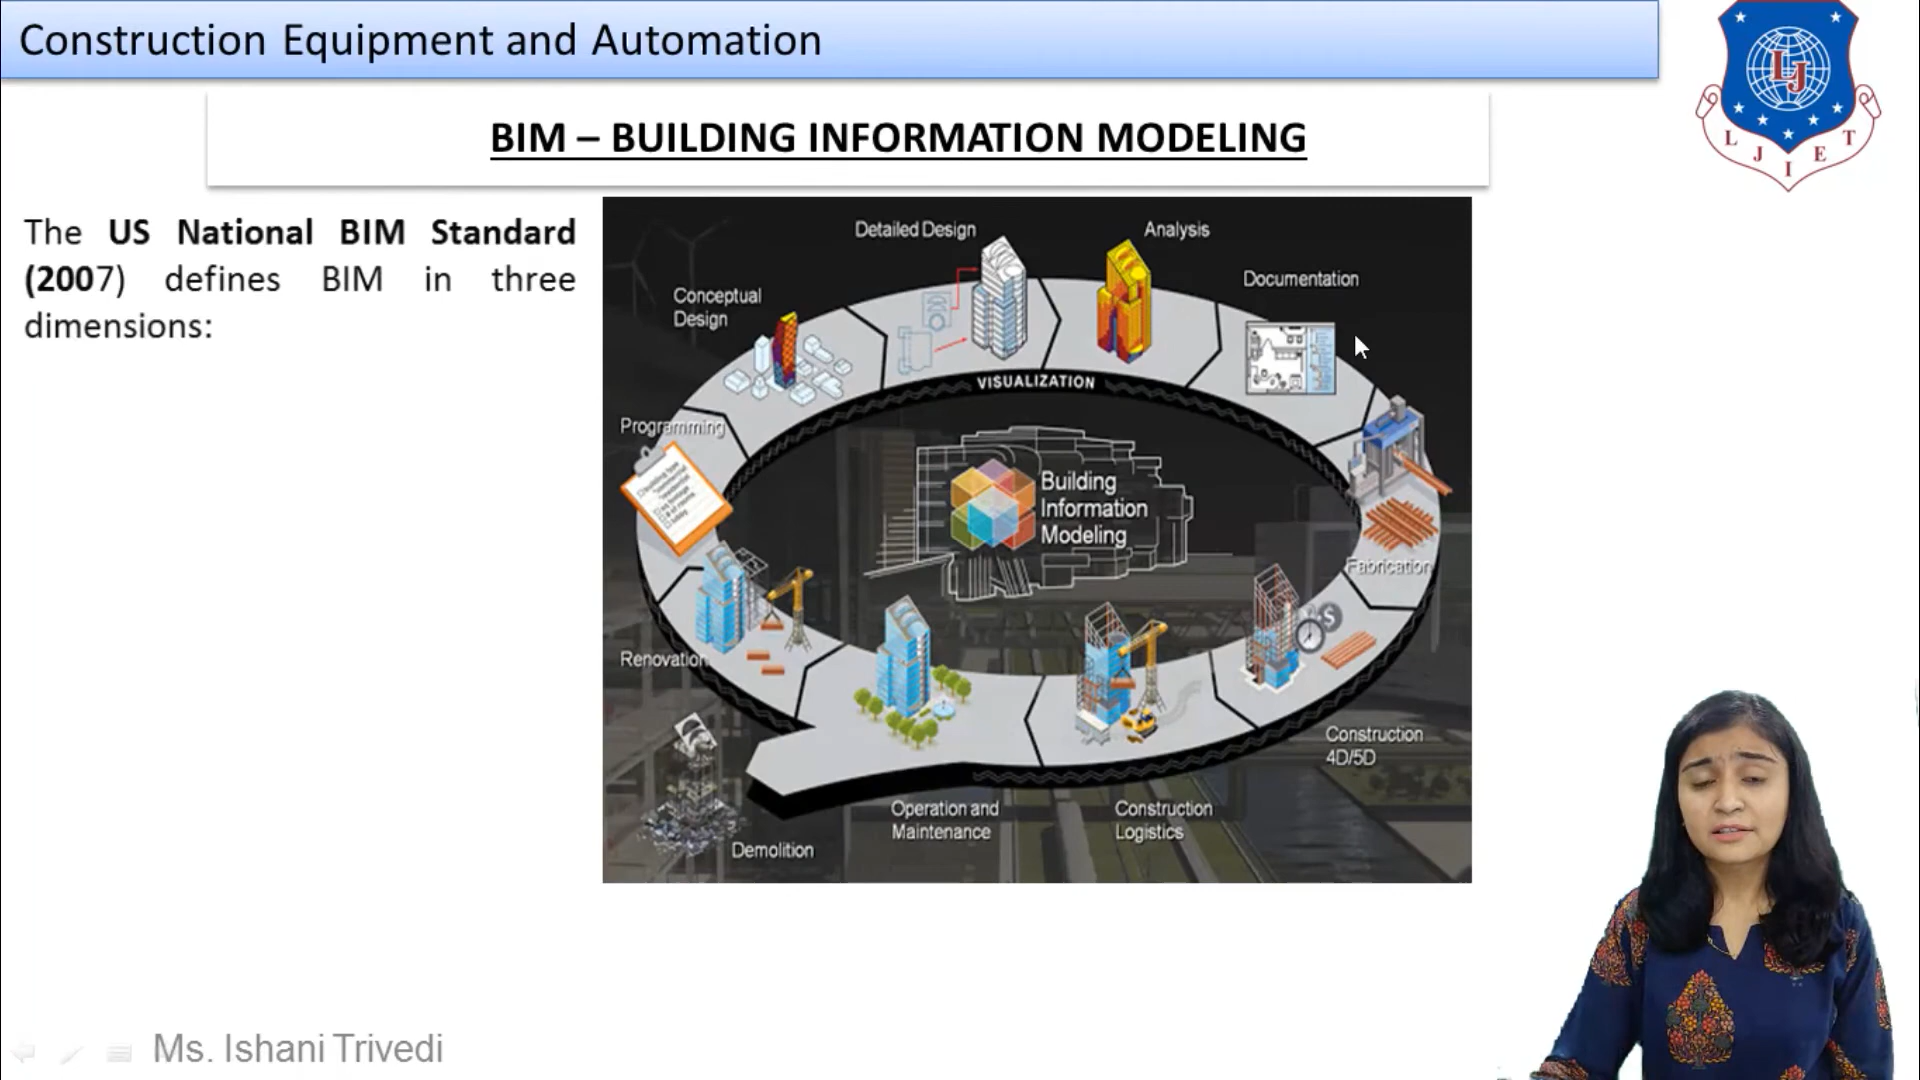 Construction Equipment and Automation
BIM – BUILDING INFORMATION MODELING
LJ
L J I E T
The US National BIM Standard
(2007) defines BIM in three
dimensions:
Detailed Design
Analysis
Documentation
Conceptual
Design
VISUALIZATION
Programming
Building
Information
Modeling
Fabrication
Renovation
Construction
4D/5D
Operation and
Maintenance
Construction
Logistics
Demolition
Ms. Ishani Trivedi